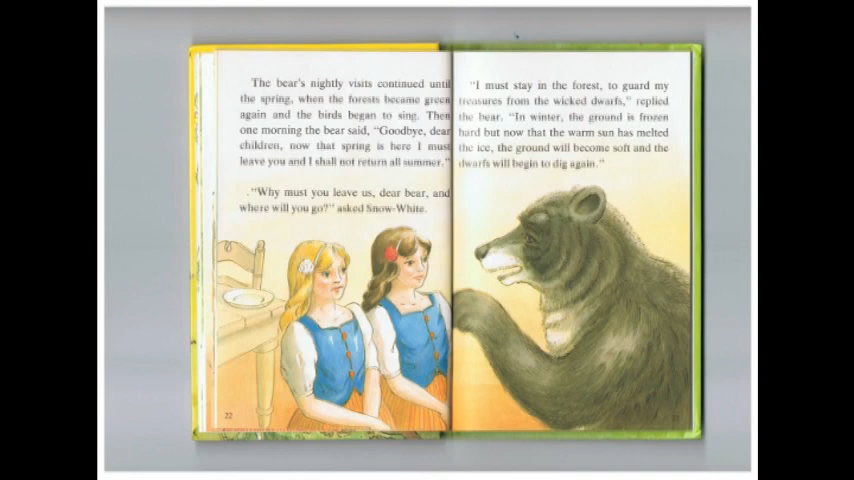 The bear's nightly visits continued until
the spring, when the forests became green
again and the birds began to sing. Then
one morning the bear said, "Goodbye, dear
children, now that spring is here I must
leave you and I shall not return all summer."
"Why must you leave us, dear bear, and
where will you go?" asked Snow-White.
22
"I must stay in the forest, to guard my
treasures from the wicked dwarfs," replied
the bear. "In winter, the ground is frozen
hard but now that the warm sun has melted
the ice, the ground will become soft and the
dwarfs will begin to dig again."